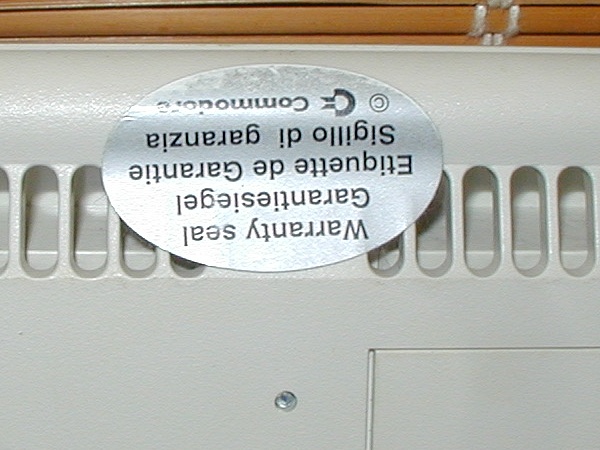 Warranty seal
Garantiesiegel
Etiquette de Garantie
Sigillo di garanzia
© Commodore